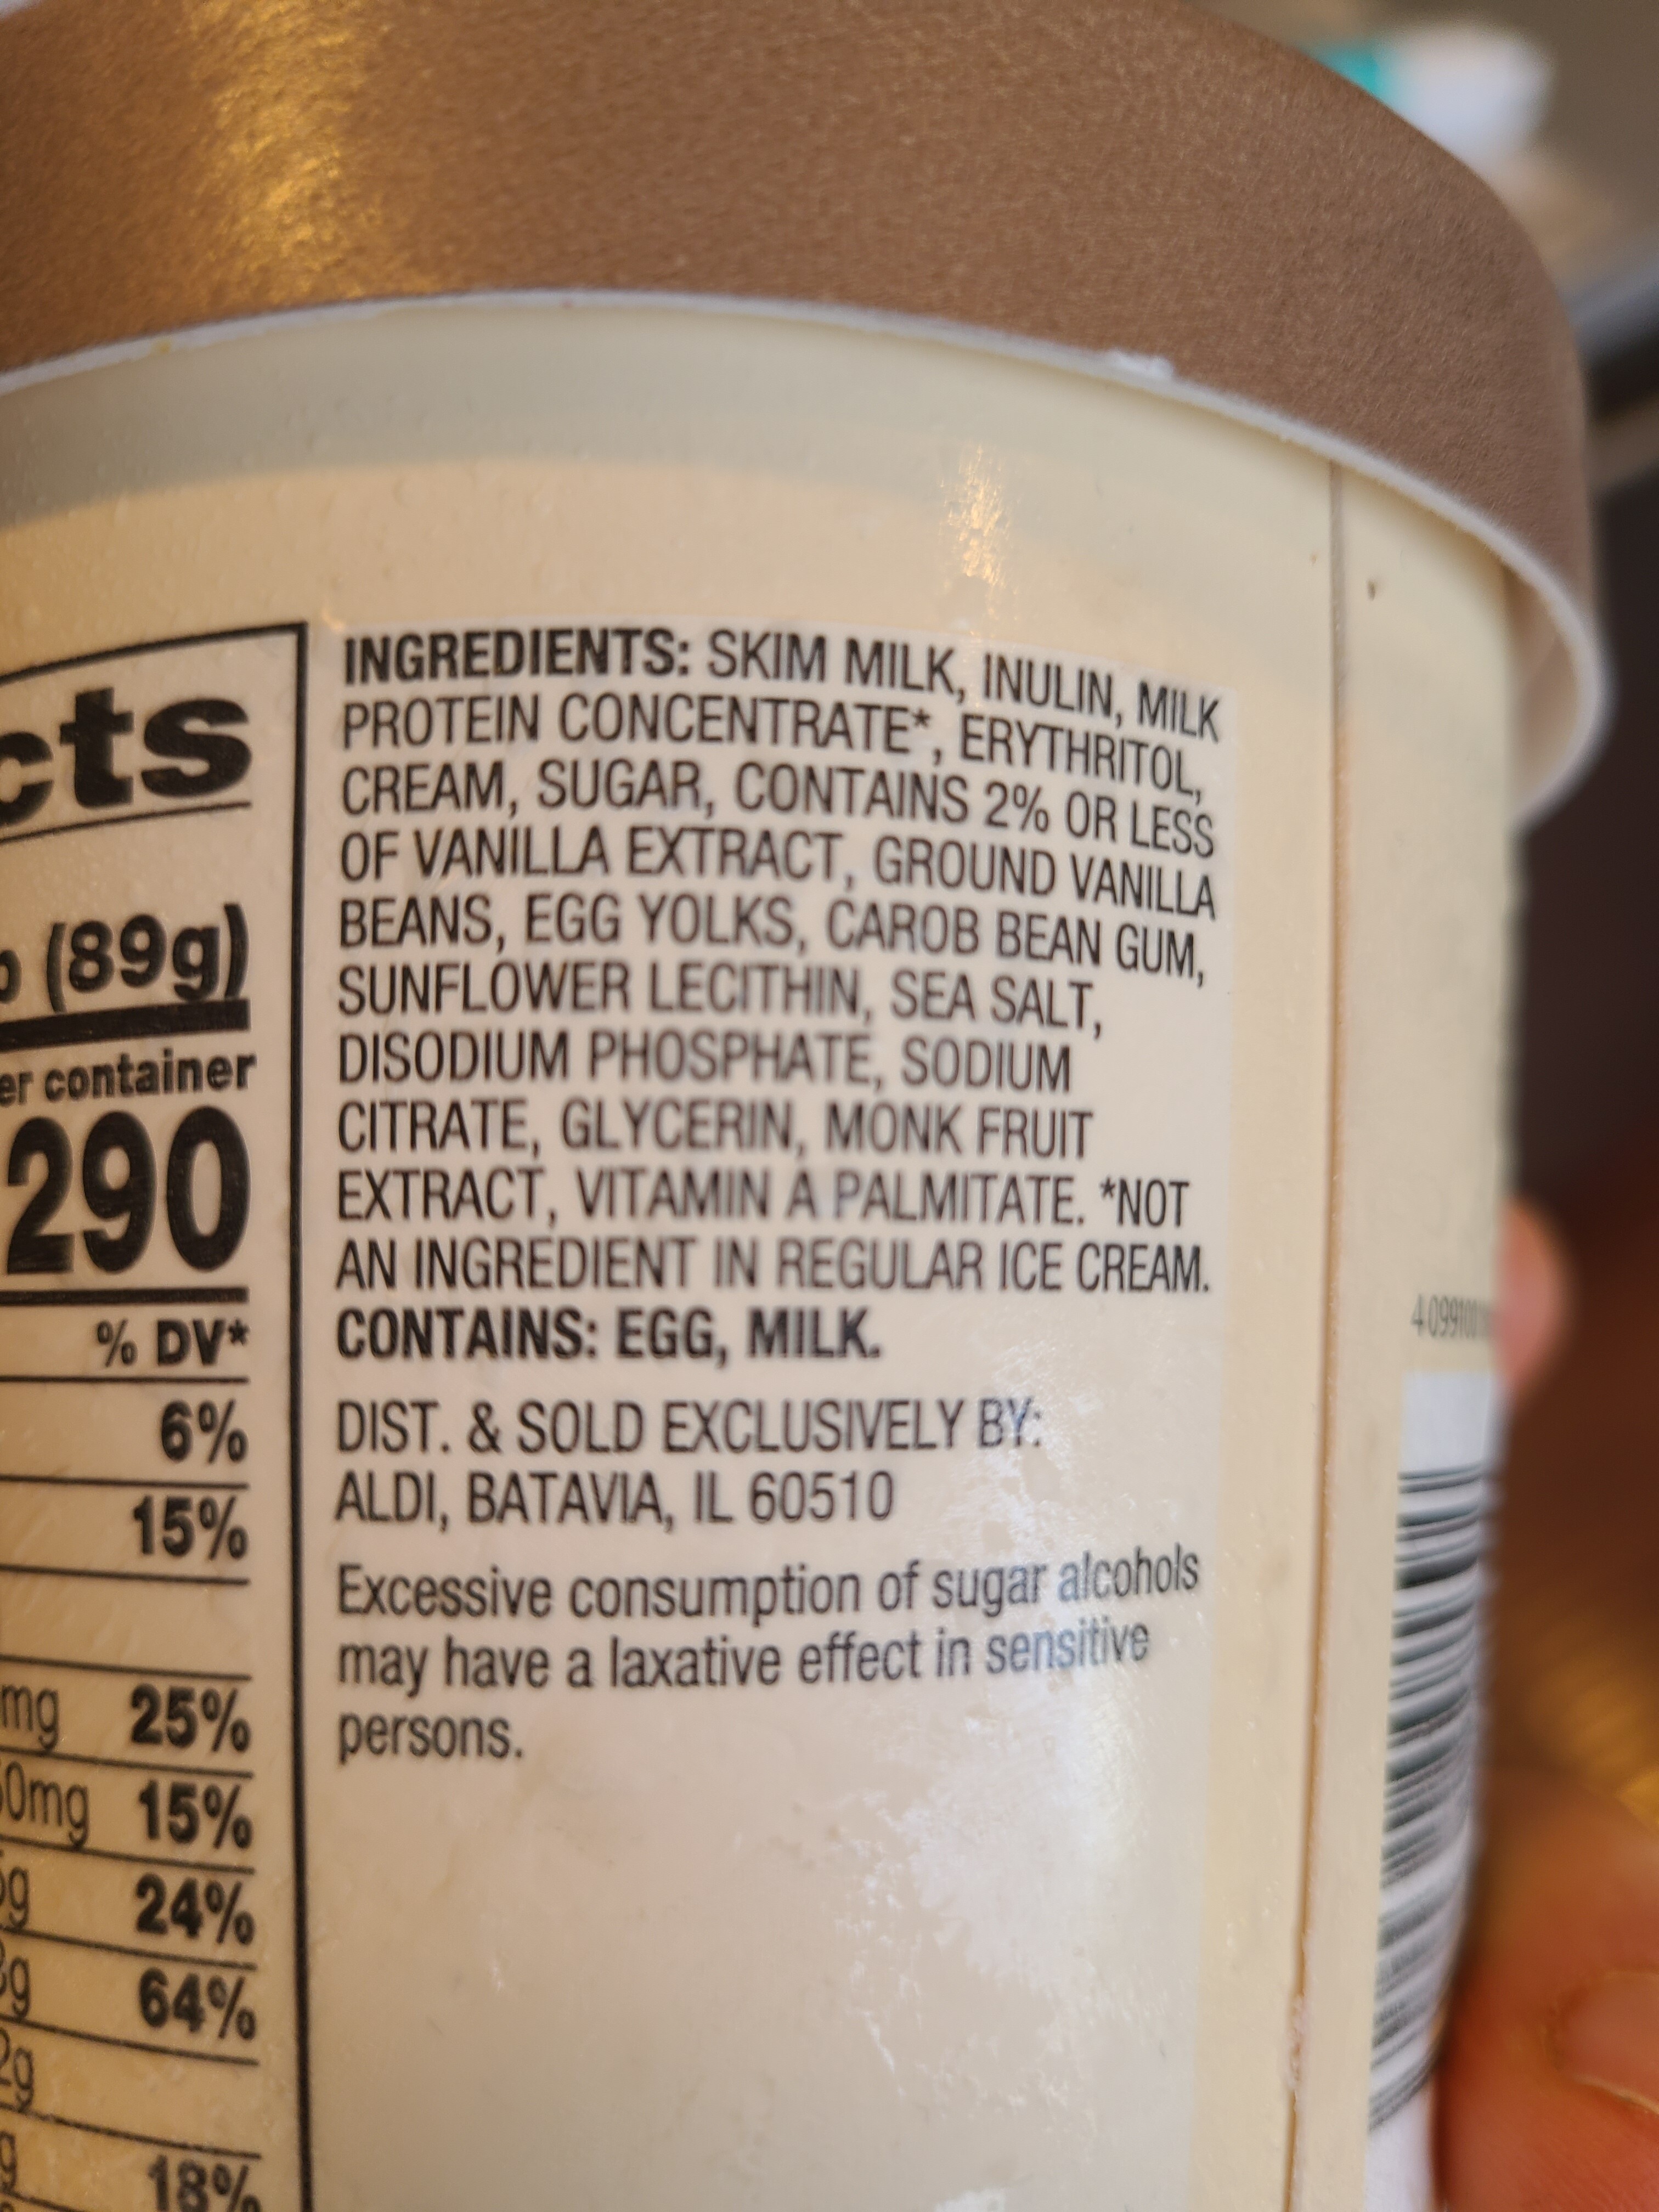 cts
(89g)
er container
290
% DV*
6%
15%
mg 25%
0mg 15%
g 24%
g 64%
g
18%
INGREDIENTS: SKIM MILK, INULIN, MILK
PROTEIN CONCENTRATE*, ERYTHRITOL,
CREAM, SUGAR, CONTAINS 2% OR LESS
OF VANILLA EXTRACT, GROUND VANILLA
BEANS, EGG YOLKS, CAROB BEAN GUM,
SUNFLOWER LECITHIN, SEA SALT,
DISODIUM PHOSPHATE, SODIUM
CITRATE, GLYCERIN, MONK FRUIT
EXTRACT, VITAMIN A PALMITATE. *NOT
AN INGREDIENT IN REGULAR ICE CREAM.
CONTAINS: EGG, MILK.
DIST. & SOLD EXCLUSIVELY BY:
ALDI, BATAVIA, IL 60510
Excessive consumption of sugar alcohols
may have a laxative effect in sensitive
persons.